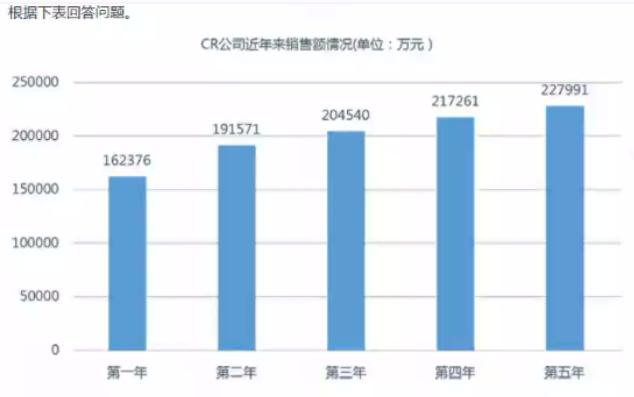 根据下表回答问题。
CR公司近年来销售额情况(单位：万元）
250000
200000
150000
100000
50000
0
162376
191571
204540
217261
227991
第一年
第二年
第三年
第四年
第五年